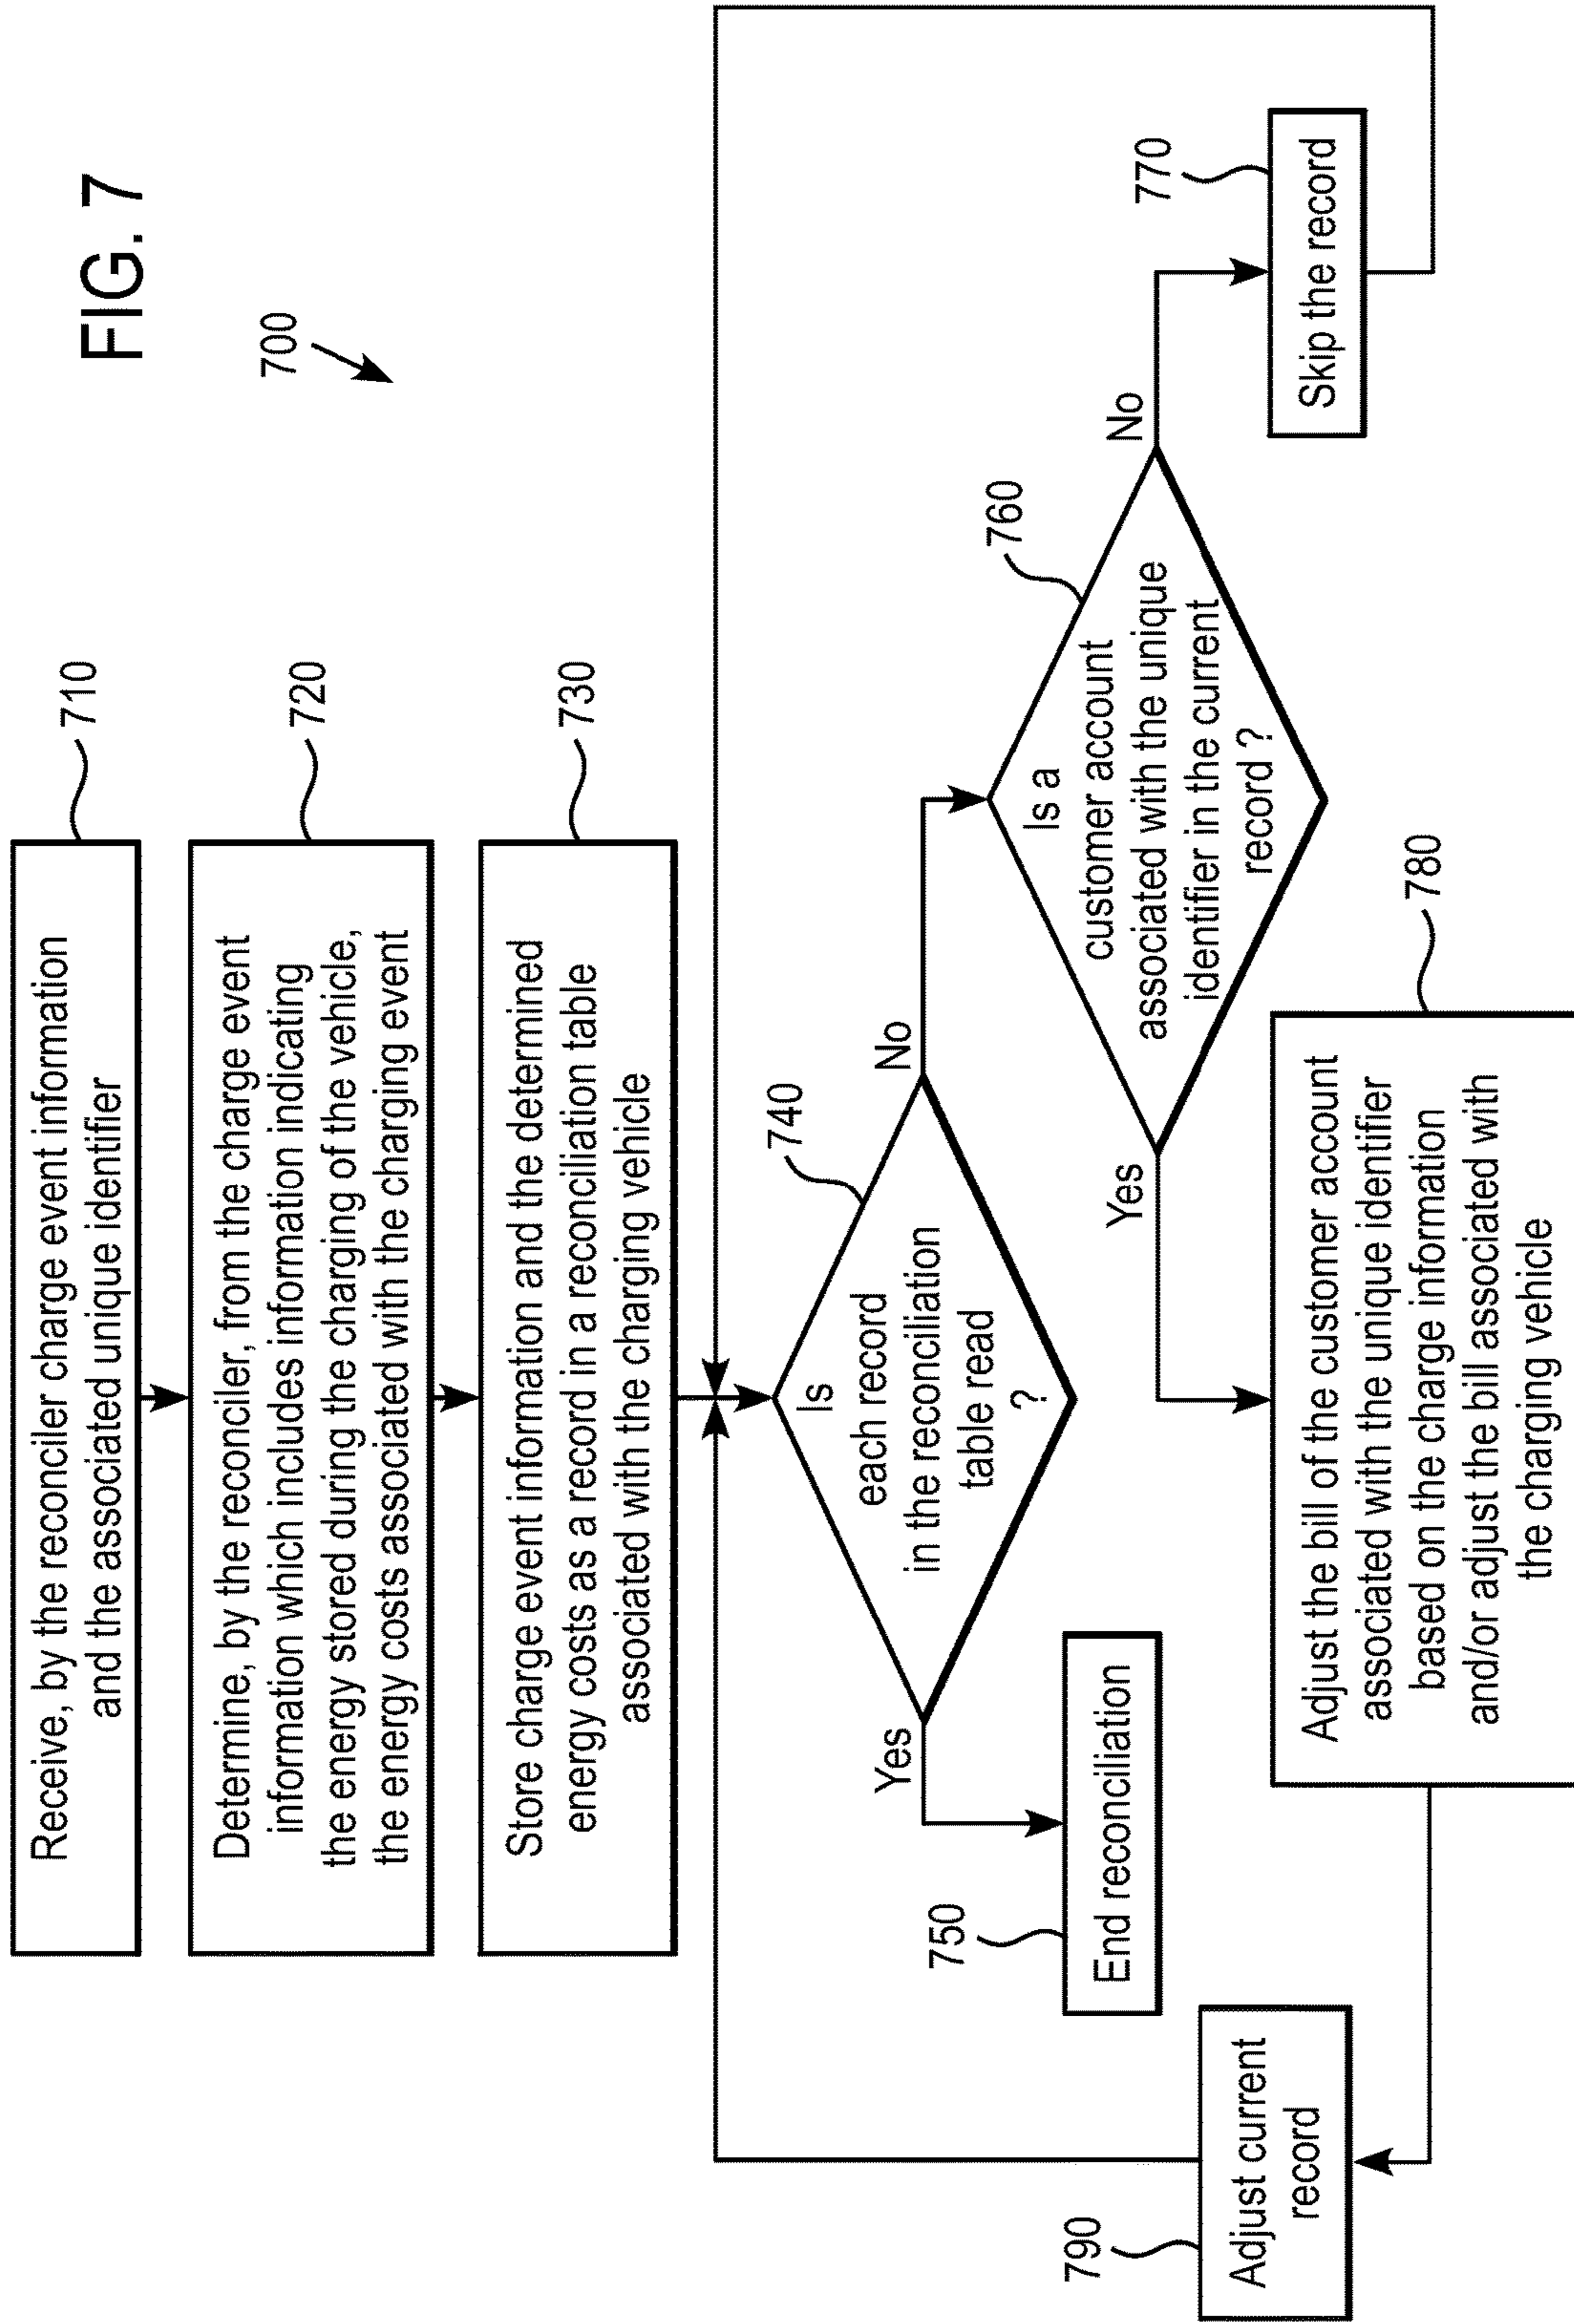 FIG. 7
700
Receive, by the reconciler charge event information
and the associated unique identifier
710
Determine, by the reconciler, from the charge event
information which includes information indicating
the energy stored during the charging of the vehicle,
the energy costs associated with the charging event
720
Store charge event information and the determined
energy costs as a record in a reconciliation table
associated with the charging vehicle
730
Is
each record
in the reconciliation
table read
?
740
Yes
No
End reconciliation
750
Is a
customer account
associated with the unique
identifier in the current
record ?
760
Yes
No
Skip the record
770
Adjust the bill of the customer account
associated with the unique identifier
based on the charge information
and/or adjust the bill associated with
the charging vehicle
780
Adjust current
record
790